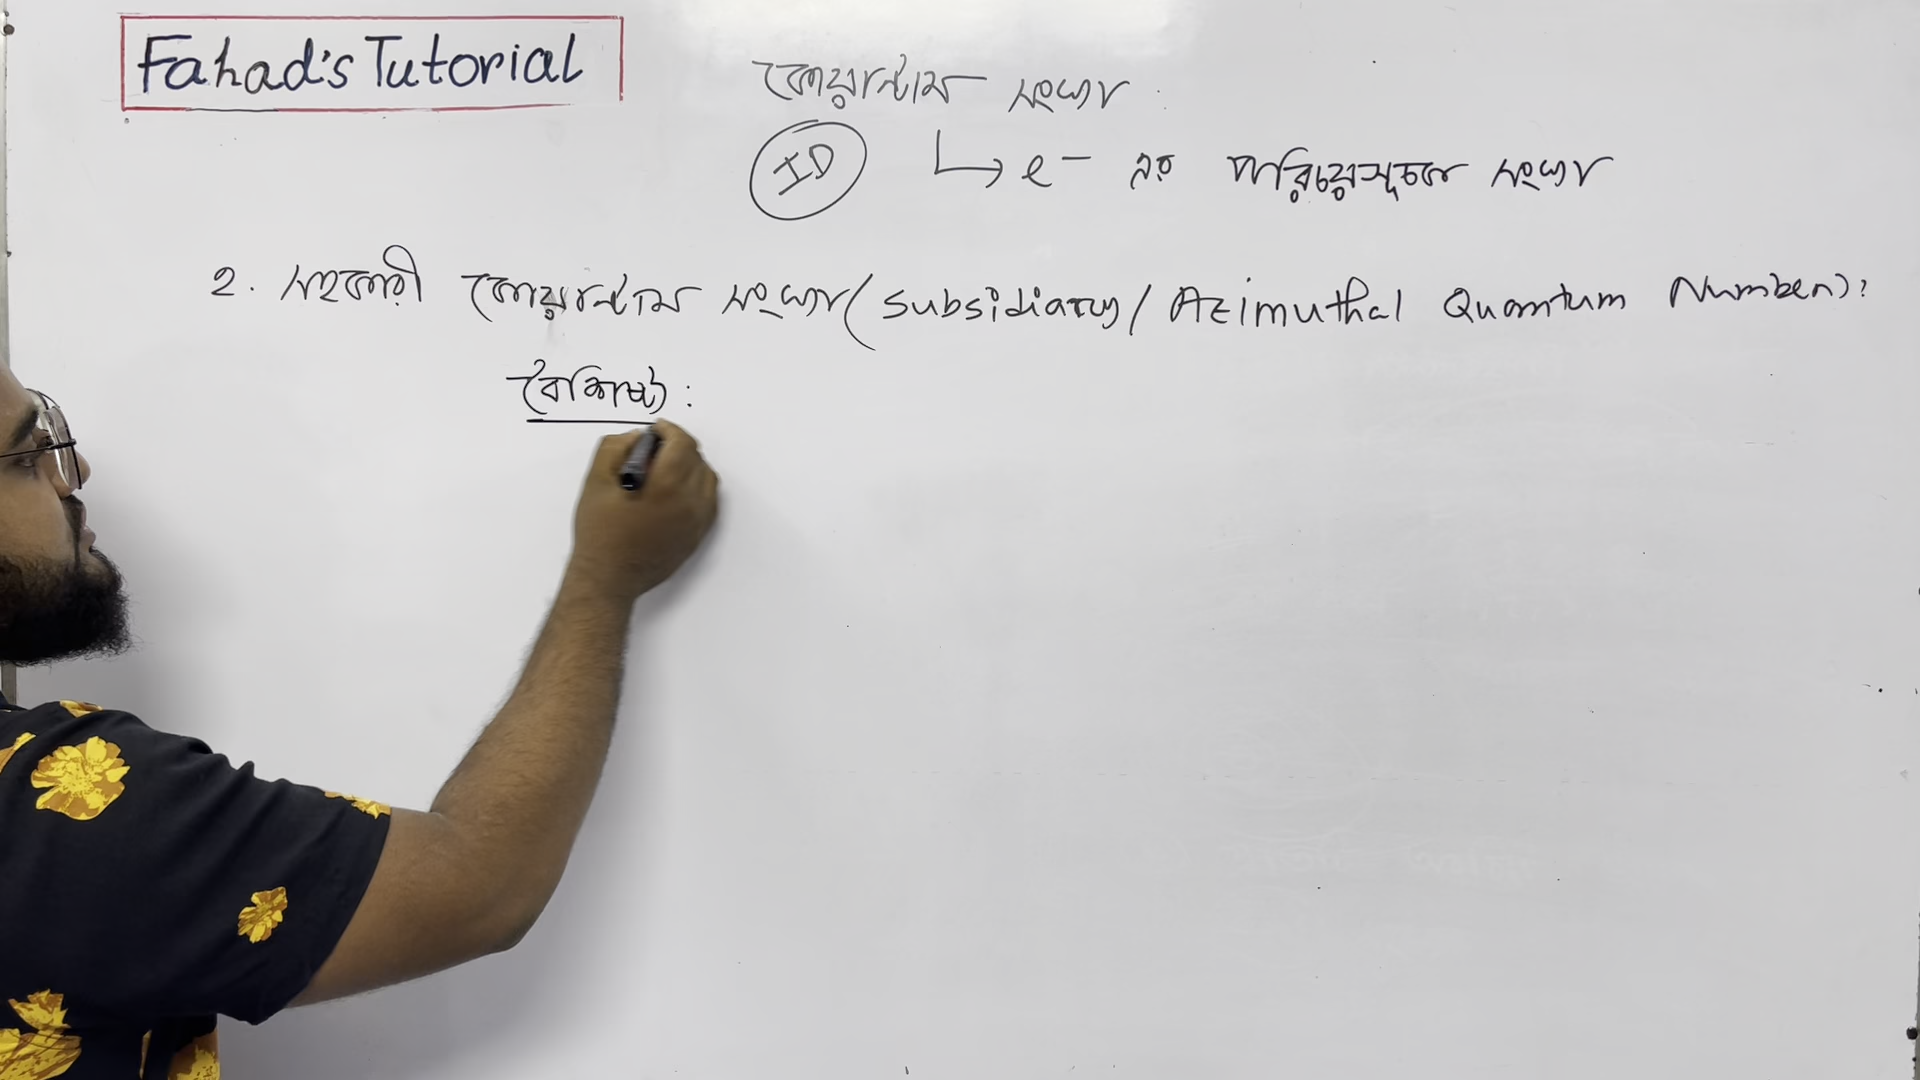 Fahad's Tutorial
কোয়ান্টাম সংখ্যা
ID → e⁻ এর পরিচয়সূচক সংখ্যা
2. সহকারী কোয়ান্টাম সংখ্যা (Subsidiary/ Azimuthal Quantum Number):
বৈশিষ্ট্য :